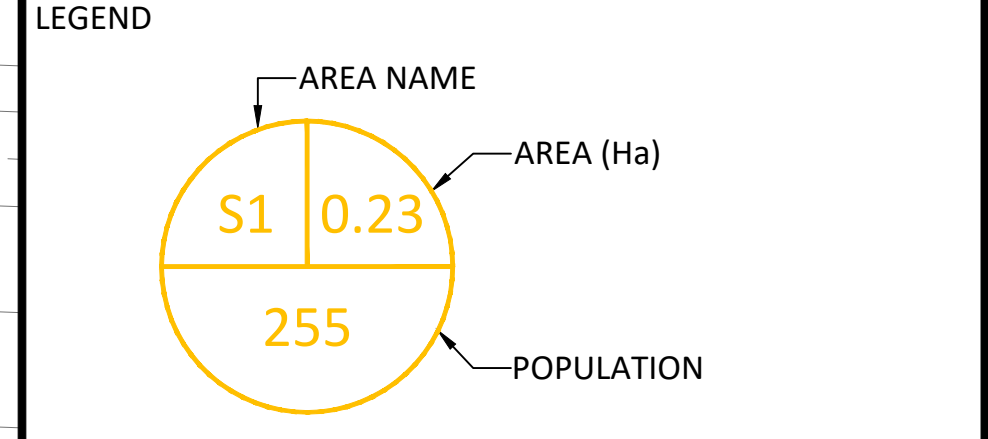 LEGEND
AREA NAME
AREA (Ha)
S1
0.23
255
POPULATION